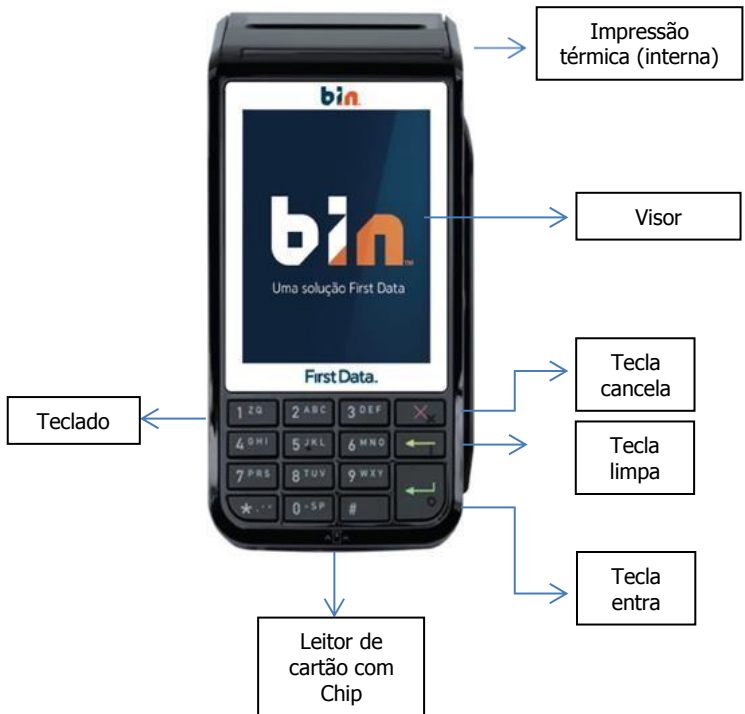 Impressão
térmica (interna)
bin
bin™
Uma solução First Data
Visor
First Data.
Tecla
cancela
Teclado
1 ZQ 2 ABC 3 DEF
4 GHI 5 JKL 6 MNO
Tecla
limpa
7 PRS 8 TUV 9 WXY
* 0 -SP #
Tecla
entra
Leitor de
cartão com
Chip